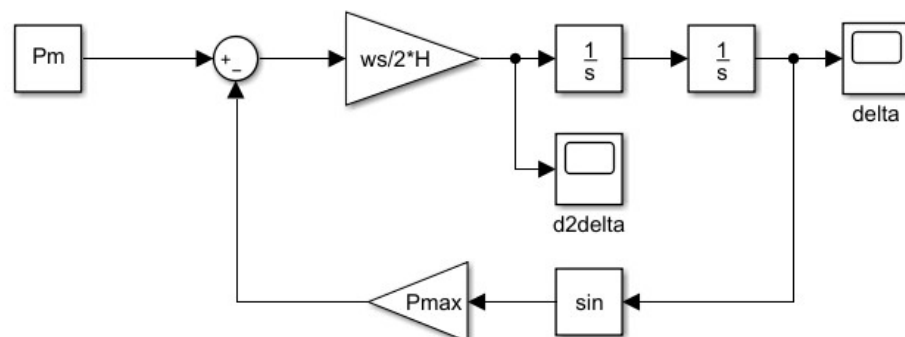 Pm
+
−
ws/2*H
1
s
1
s
delta
d2delta
Pmax
sin